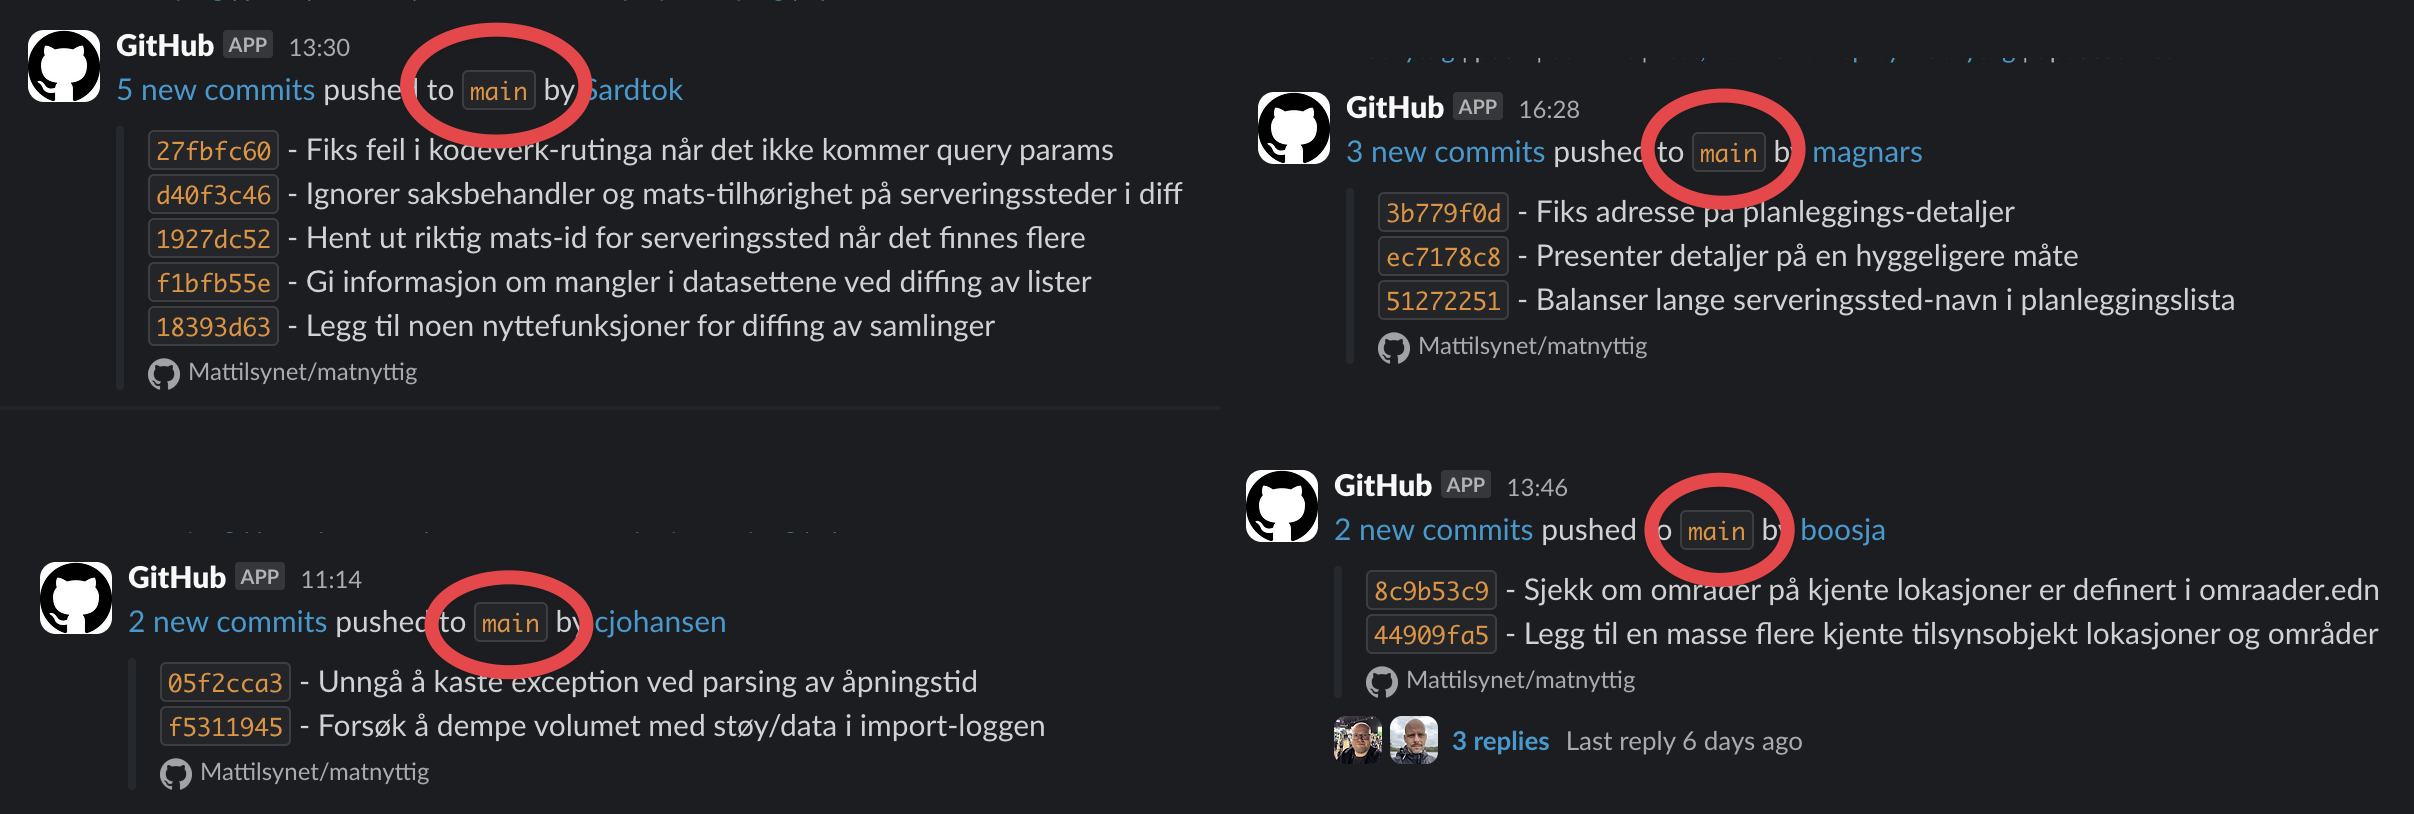 GitHub APP 13:30
5 new commits pushed to main by Sardtok
27fbfc60 - Fiks feil i kodeverk-rutinga når det ikke kommer query params
d40f3c46 - Ignorer saksbehandler og mats-tilhørighet på serveringssteder i diff
1927dc52 - Hent ut riktig mats-id for serveringssted når det finnes flere
f1bfb55e - Gi informasjon om mangler i datasettene ved diffing av lister
18393d63 - Legg til noen nyttefunksjoner for diffing av samlinger
Mattilsynet/matnyttig
GitHub APP 16:28
3 new commits pushed to main by magnars
3b779f0d - Fiks adresse på planleggings-detaljer
ec7178c8 - Presenter detaljer på en hyggeligere måte
51272251 - Balanser lange serveringssted-navn i planleggingslista
Mattilsynet/matnyttig
GitHub APP 11:14
2 new commits pushed to main by cjohansen
05f2cca3 - Unngå å kaste exception ved parsing av åpningstid
f5311945 - Forsøk å dempe volumet med støy/data i import-loggen
Mattilsynet/matnyttig
GitHub APP 13:46
2 new commits pushed to main by boosja
8c9b53c9 - Sjekk om områder på kjente lokasjoner er definert i omraader.edn
44909fa5 - Legg til en masse flere kjente tilsynsobjekt lokasjoner og områder
Mattilsynet/matnyttig
3 replies Last reply 6 days ago